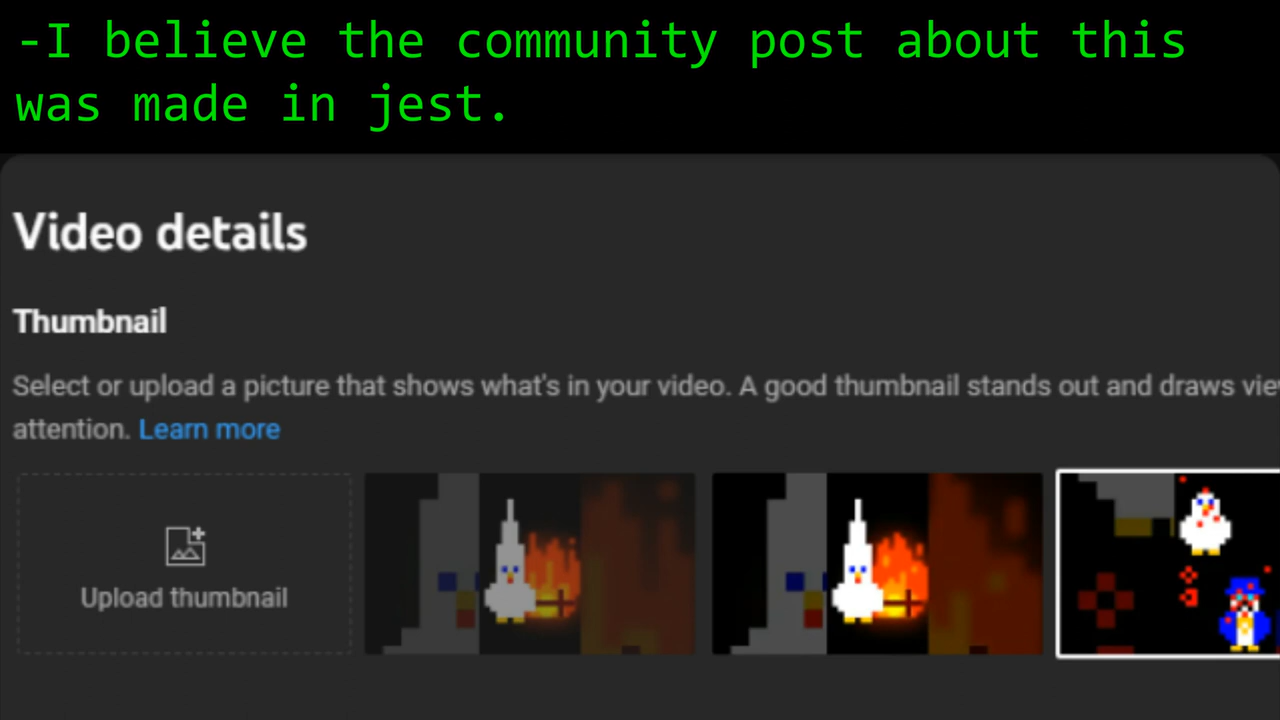 -I believe the community post about this
was made in jest.
Video details
Thumbnail
Select or upload a picture that shows what's in your video. A good thumbnail stands out and draws
attention. Learn more
Upload thumbnail